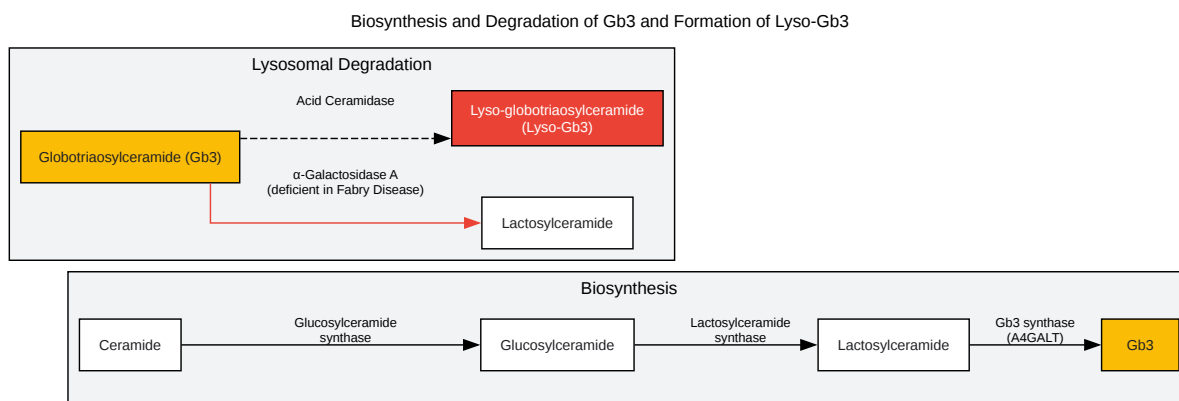 Biosynthesis and Degradation of Gb3 and Formation of Lyso-Gb3
Lysosomal Degradation
Acid Ceramidase
Lyso-globotriaosylceramide
(Lyso-Gb3)
Globotriaosylceramide (Gb3)
α-Galactosidase A
(deficient in Fabry Disease)
Lactosylceramide
Biosynthesis
Ceramide
Glucosylceramide
synthase
Glucosylceramide
Lactosylceramide
synthase
Lactosylceramide
Gb3 synthase
(A4GALT)
Gb3